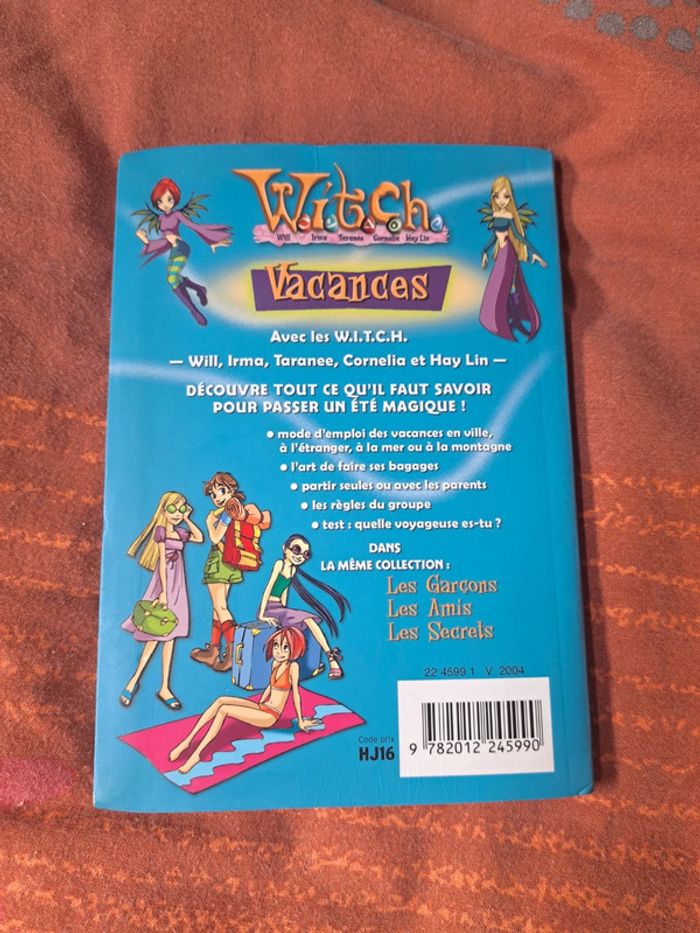 W.i.t.c.h.
Will Irma Taranee Cornelia Hay Lin
Vacances
Avec les W.I.T.C.H.
— Will, Irma, Taranee, Cornelia et Hay Lin —
DÉCOUVRE TOUT CE QU'IL FAUT SAVOIR
POUR PASSER UN ÉTÉ MAGIQUE !
• mode d'emploi des vacances en ville,
à l'étranger, à la mer ou à la montagne
• l'art de faire ses bagages
• partir seules ou avec les parents
• les règles du groupe
• test : quelle voyageuse es-tu ?
DANS
LA MÊME COLLECTION :
Les Garçons
Les Amis
Les Secrets
22 4599 1 V 2004
Code prix
HJ16
9 782012 245990